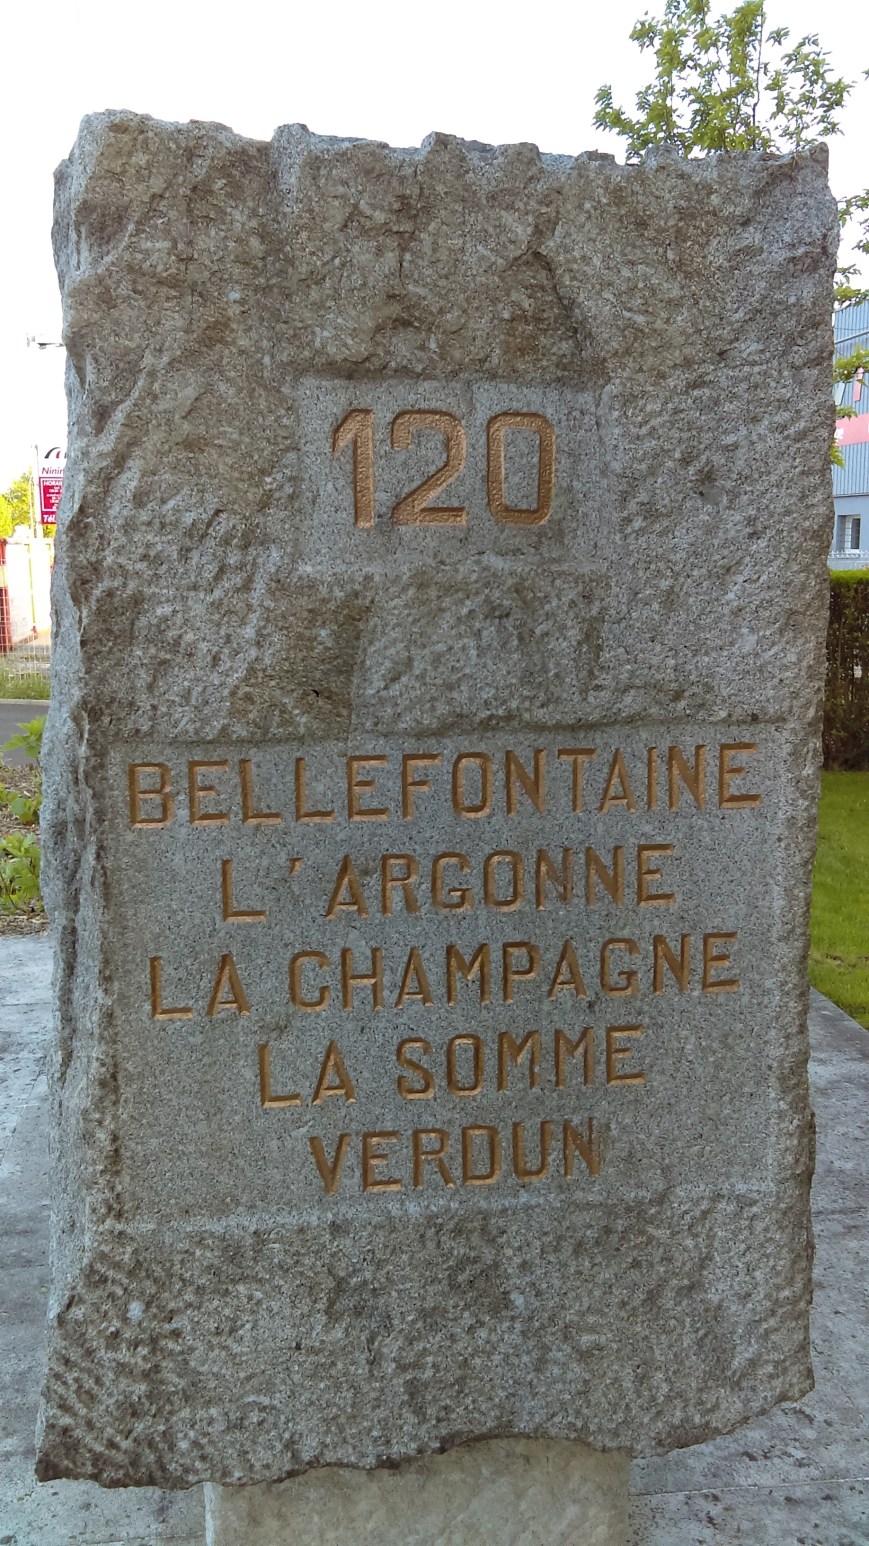 120
BELLEFONTAINE
L'ARGONNE
LA CHAMPAGNE
LA SOMME
VERDUN